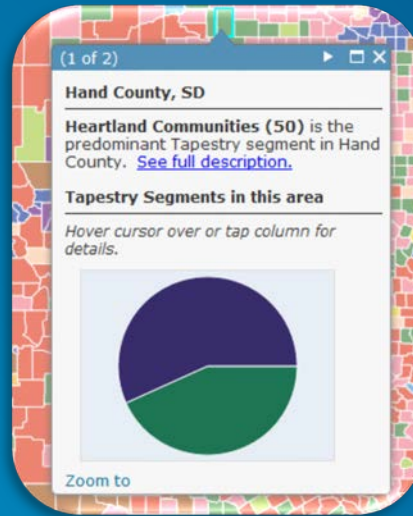 (1 of 2)
Hand County, SD
Heartland Communities (50) is the
predominant Tapestry segment in Hand
County. See full description.
Tapestry Segments in this area
Hover cursor over or tap column for
details.
Zoom to